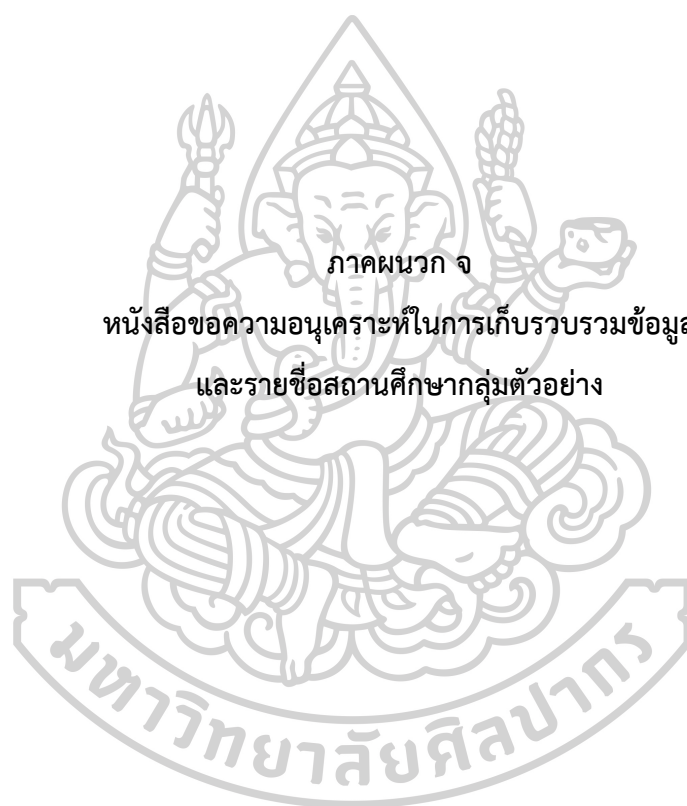 ภาคผนวก จ
หนังสือขอความอนุเคราะห์ในการเก็บรวบรวมข้อมูล
และรายชื่อสถานศึกษากลุ่มตัวอย่าง
มหาวิทยาลัยศิลปากร